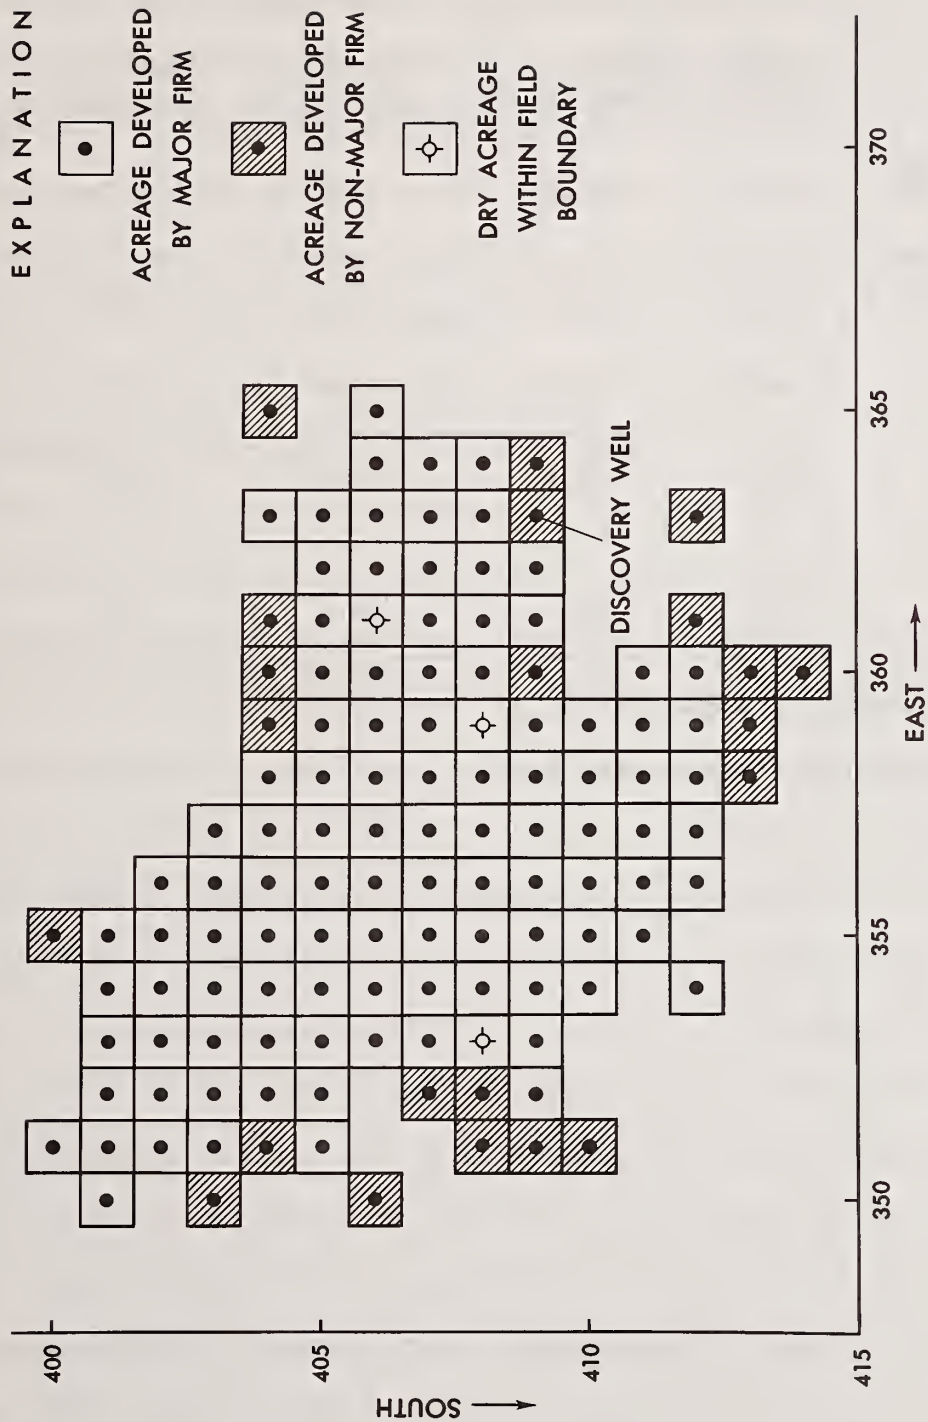 EXPLANATION
ACREAGE DEVELOPED
BY MAJOR FIRM
ACREAGE DEVELOPED
BY NON-MAJOR FIRM
DRY ACREAGE
WITHIN FIELD
BOUNDARY
DISCOVERY WELL
400
405
410
415
SOUTH
350
355
360
365
370
EAST